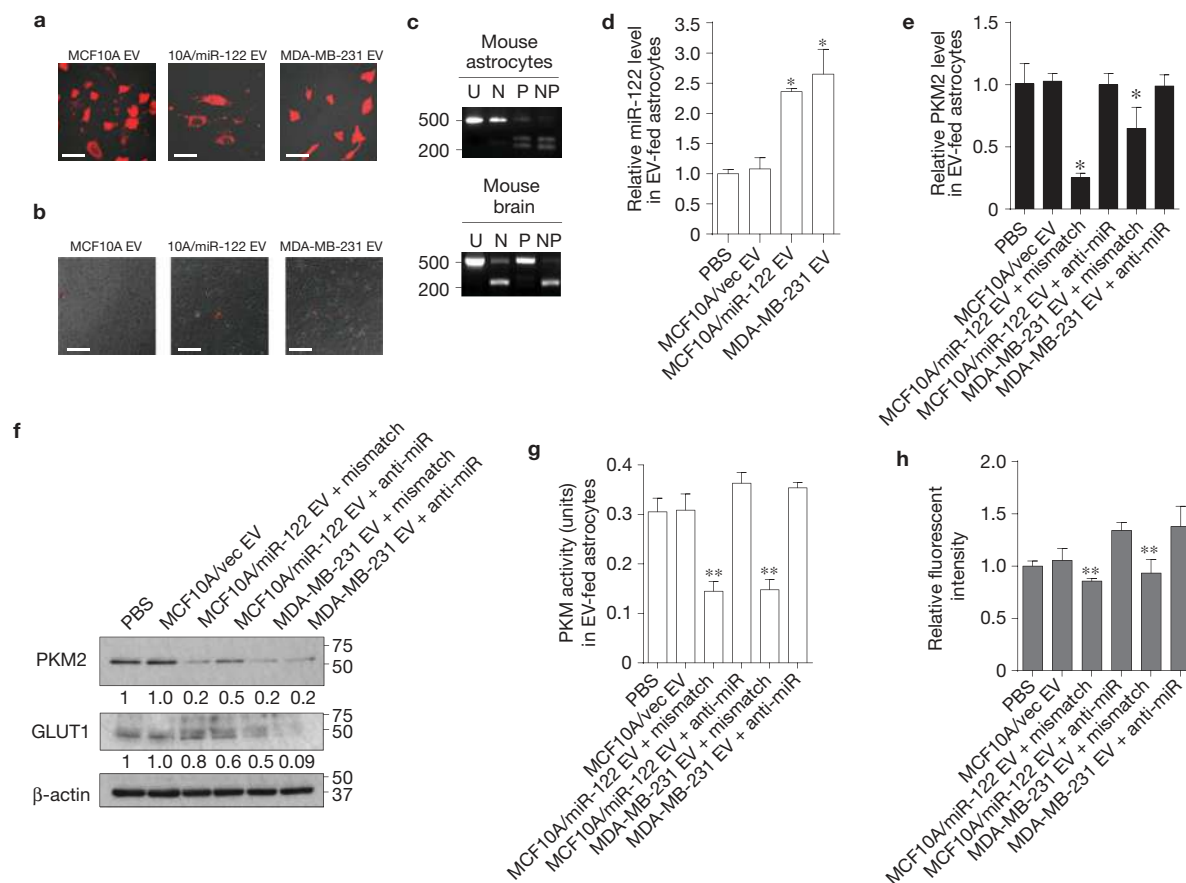 a
MCF10A EV
10A/miR-122 EV
MDA-MB-231 EV
b
MCF10A EV
10A/miR-122 EV
MDA-MB-231 EV
c
Mouse
astrocytes
U N P NP
500
200
Mouse
brain
U N P NP
500
200
d
Relative miR-122 level
in EV-fed astrocytes
3.5
3.0
2.5
2.0
1.5
1.0
0.5
0
*
*
PBS
MCF10A/vec EV
MCF10A/miR-122 EV
MDA-MB-231 EV
e
Relative PKM2 level
in EV-fed astrocytes
1.5
1.0
0.5
0
*
*
PBS
MCF10A/vec EV
MCF10A/miR-122 EV + mismatch
MCF10A/miR-122 EV + anti-miR
MDA-MB-231 EV + mismatch
MDA-MB-231 EV + anti-miR
f
PBS
MCF10A/vec EV
MCF10A/miR-122 EV + mismatch
MCF10A/miR-122 EV + anti-miR
MDA-MB-231 EV + mismatch
MDA-MB-231 EV + anti-miR
PKM2
75
50
1 1.0 0.2 0.5 0.2 0.2
GLUT1
75
50
1 1.0 0.8 0.6 0.5 0.09
β-actin
50
37
g
PKM activity (units)
in EV-fed astrocytes
0.4
0.3
0.2
0.1
0
**
**
PBS
MCF10A/vec EV
MCF10A/miR-122 EV + mismatch
MCF10A/miR-122 EV + anti-miR
MDA-MB-231 EV + mismatch
MDA-MB-231 EV + anti-miR
h
Relative fluorescent
intensity
2.0
1.5
1.0
0.5
0
**
**
PBS
MCF10A/vec EV
MCF10A/miR-122 EV + mismatch
MCF10A/miR-122 EV + anti-miR
MDA-MB-231 EV + mismatch
MDA-MB-231 EV + anti-miR